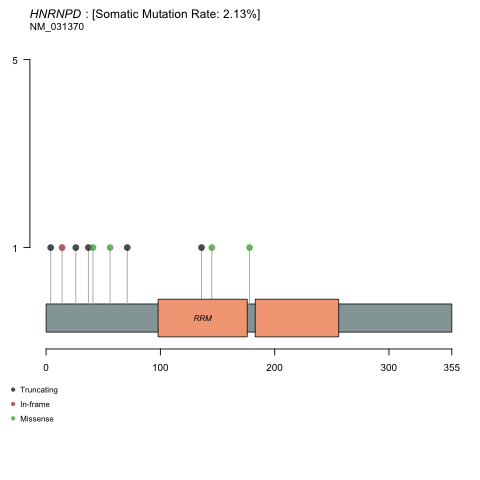 HNRNPD : [Somatic Mutation Rate: 2.13%]
NM_031370
5
1
RRM
0 100 200 300 355
Truncating
In-frame
Missense